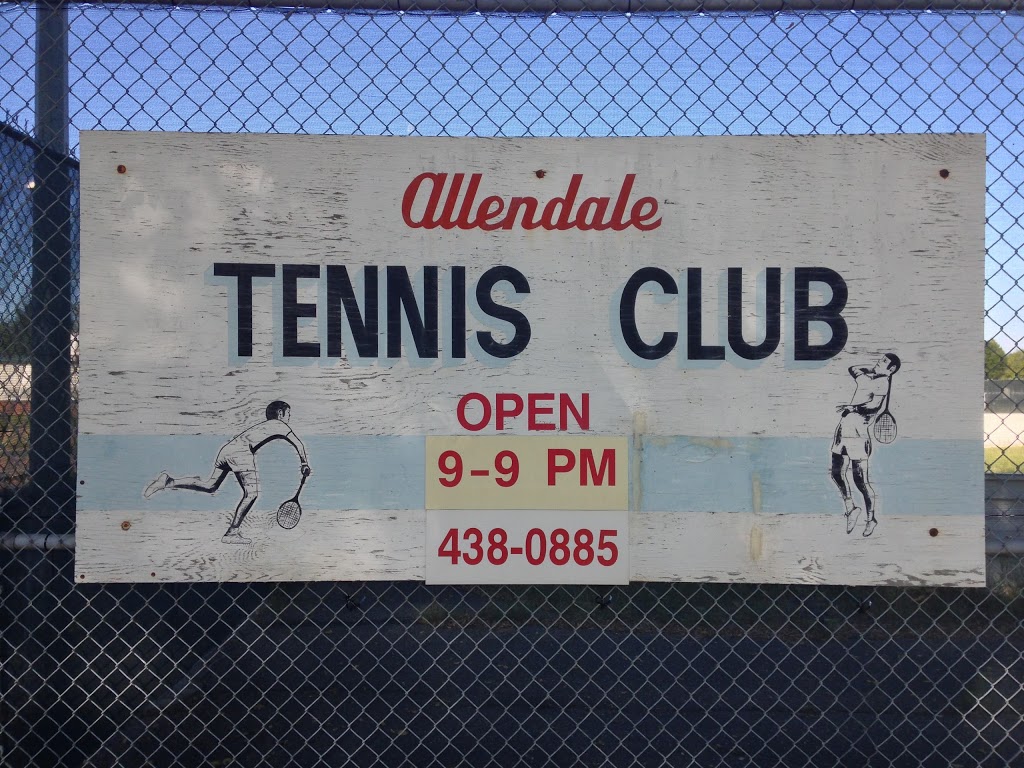 Allendale
TENNIS CLUB
OPEN
9-9 PM
438-0885